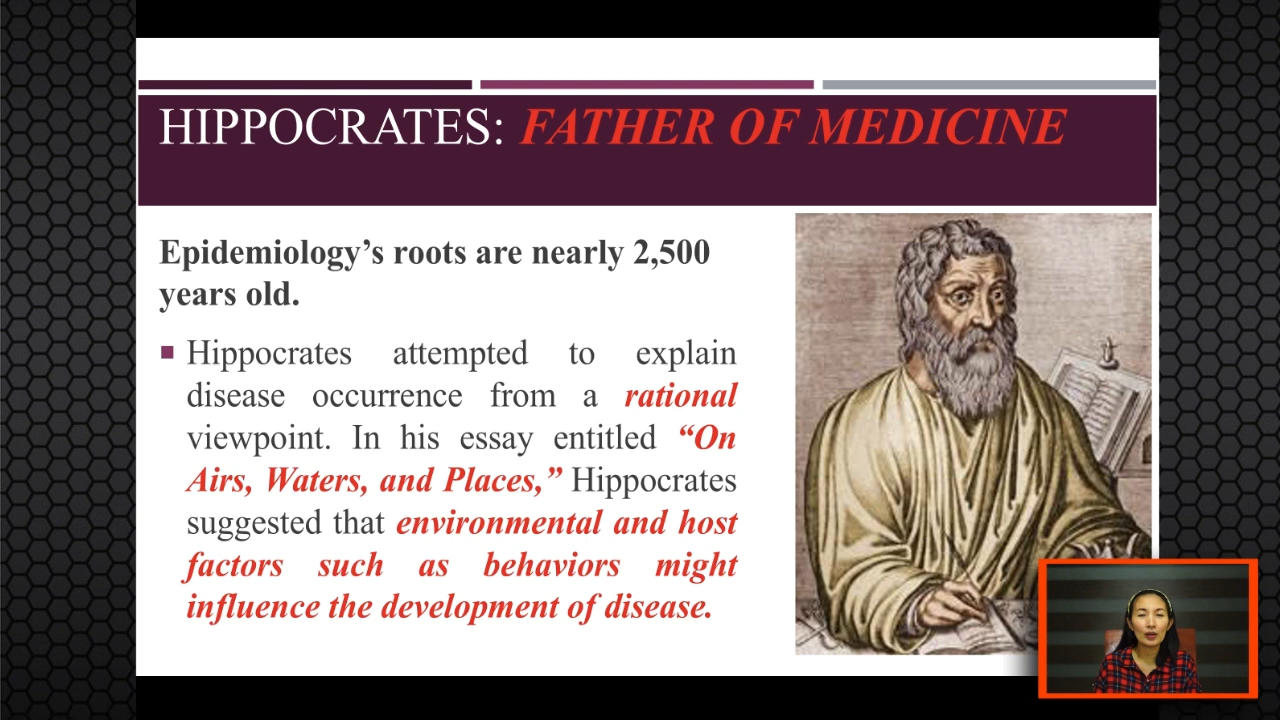 HIPPOCRATES: FATHER OF MEDICINE
Epidemiology’s roots are nearly 2,500
years old.
Hippocrates attempted to explain
disease occurrence from a rational
viewpoint. In his essay entitled “On
Airs, Waters, and Places,” Hippocrates
suggested that environmental and host
factors such as behaviors might
influence the development of disease.